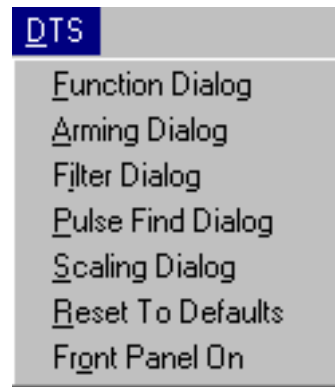 DTS
Function Dialog
Arming Dialog
Filter Dialog
Pulse Find Dialog
Scaling Dialog
Reset To Defaults
Front Panel On